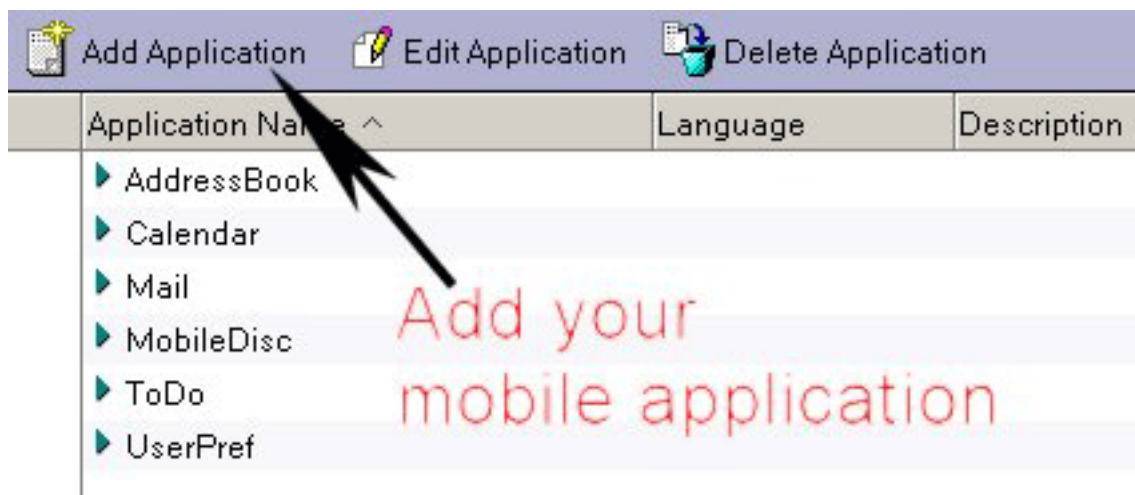 Add Application Edit Application Delete Application
Application Name ^ Language Description
AddressBook
Calendar
Mail
MobileDisc
ToDo
UserPref
Add your
mobile application